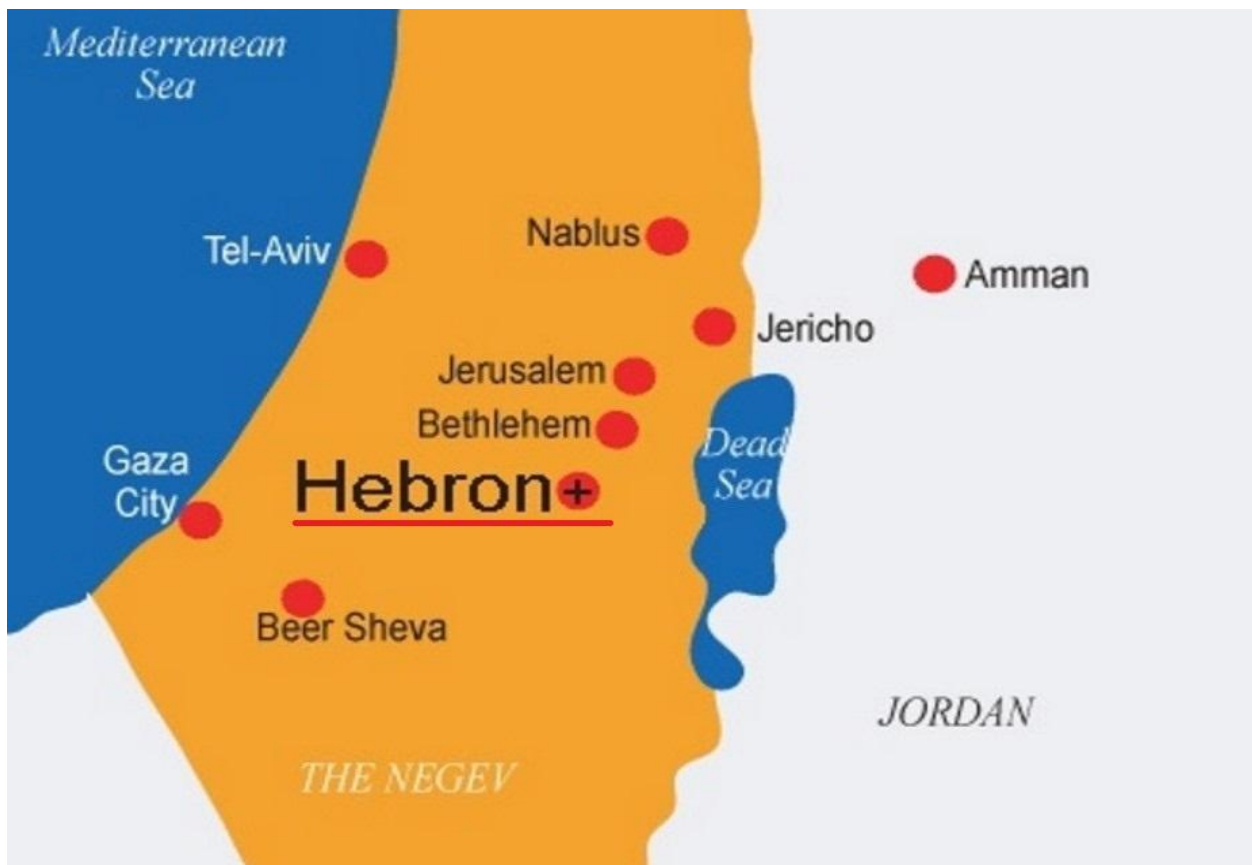 Mediterranean
Sea
Nablus
Tel-Aviv
Amman
Jericho
Jerusalem
Bethlehem
Dead
Sea
Gaza
City
Hebron+
Beer Sheva
JORDAN
THE NEGEV